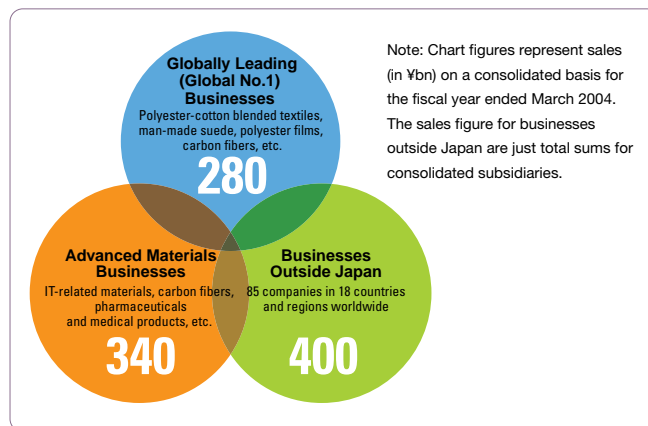 Globally Leading
(Global No.1)
Businesses
Polyester-cotton blended textiles,
man-made suede, polyester films,
carbon fibers, etc.
280
Advanced Materials
Businesses
IT-related materials, carbon fibers,
pharmaceuticals
and medical products, etc.
340
Businesses
Outside Japan
85 companies in 18 countries
and regions worldwide
400
Note: Chart figures represent sales
(in ¥bn) on a consolidated basis for
the fiscal year ended March 2004.
The sales figure for businesses
outside Japan are just total sums for
consolidated subsidiaries.